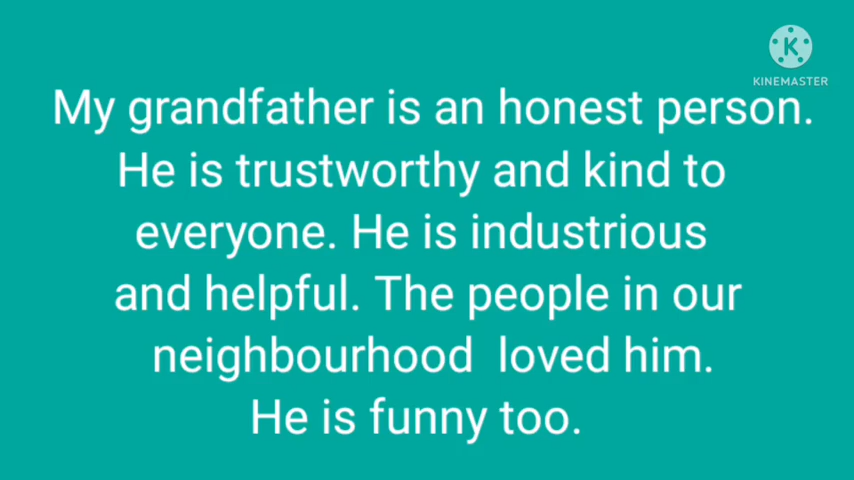 KINEMASTER
My grandfather is an honest person.
He is trustworthy and kind to
everyone. He is industrious
and helpful. The people in our
neighbourhood loved him.
He is funny too.